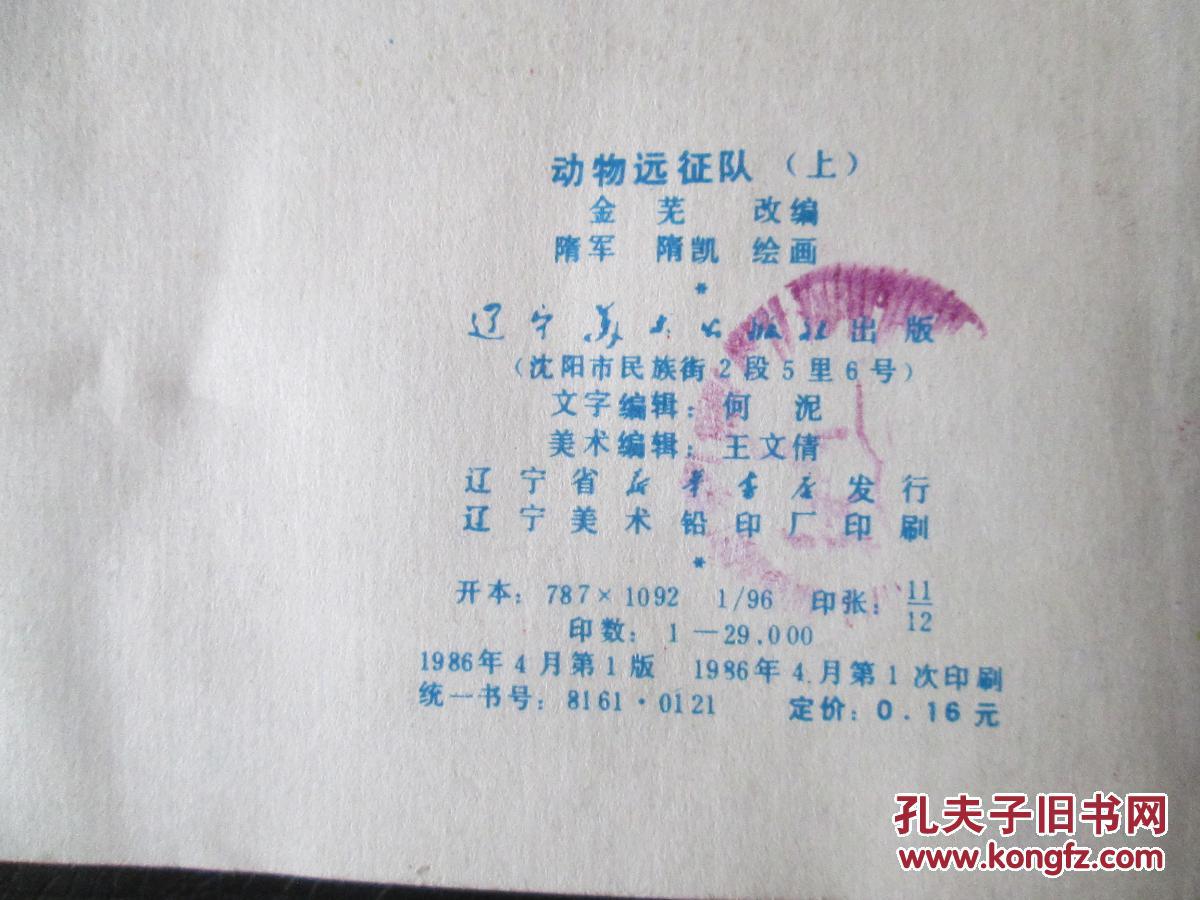 动物远征队（上）
金 芜 改编
隋军 隋凯 绘画
*
辽宁美术出版社出版
（沈阳市民族街2段5里6号）
文字编辑：何 泥
美术编辑：王文倩
辽宁省新华书店发行
辽宁美术铅印厂印刷
*
开本：787×1092 1/96 印张：11/12
印数：1—29.000
1986年4月第1版 1986年4.月第1次印刷
统一书号：8161·0121 定价：0.16元
孔夫子旧书网
www.kongfz.com